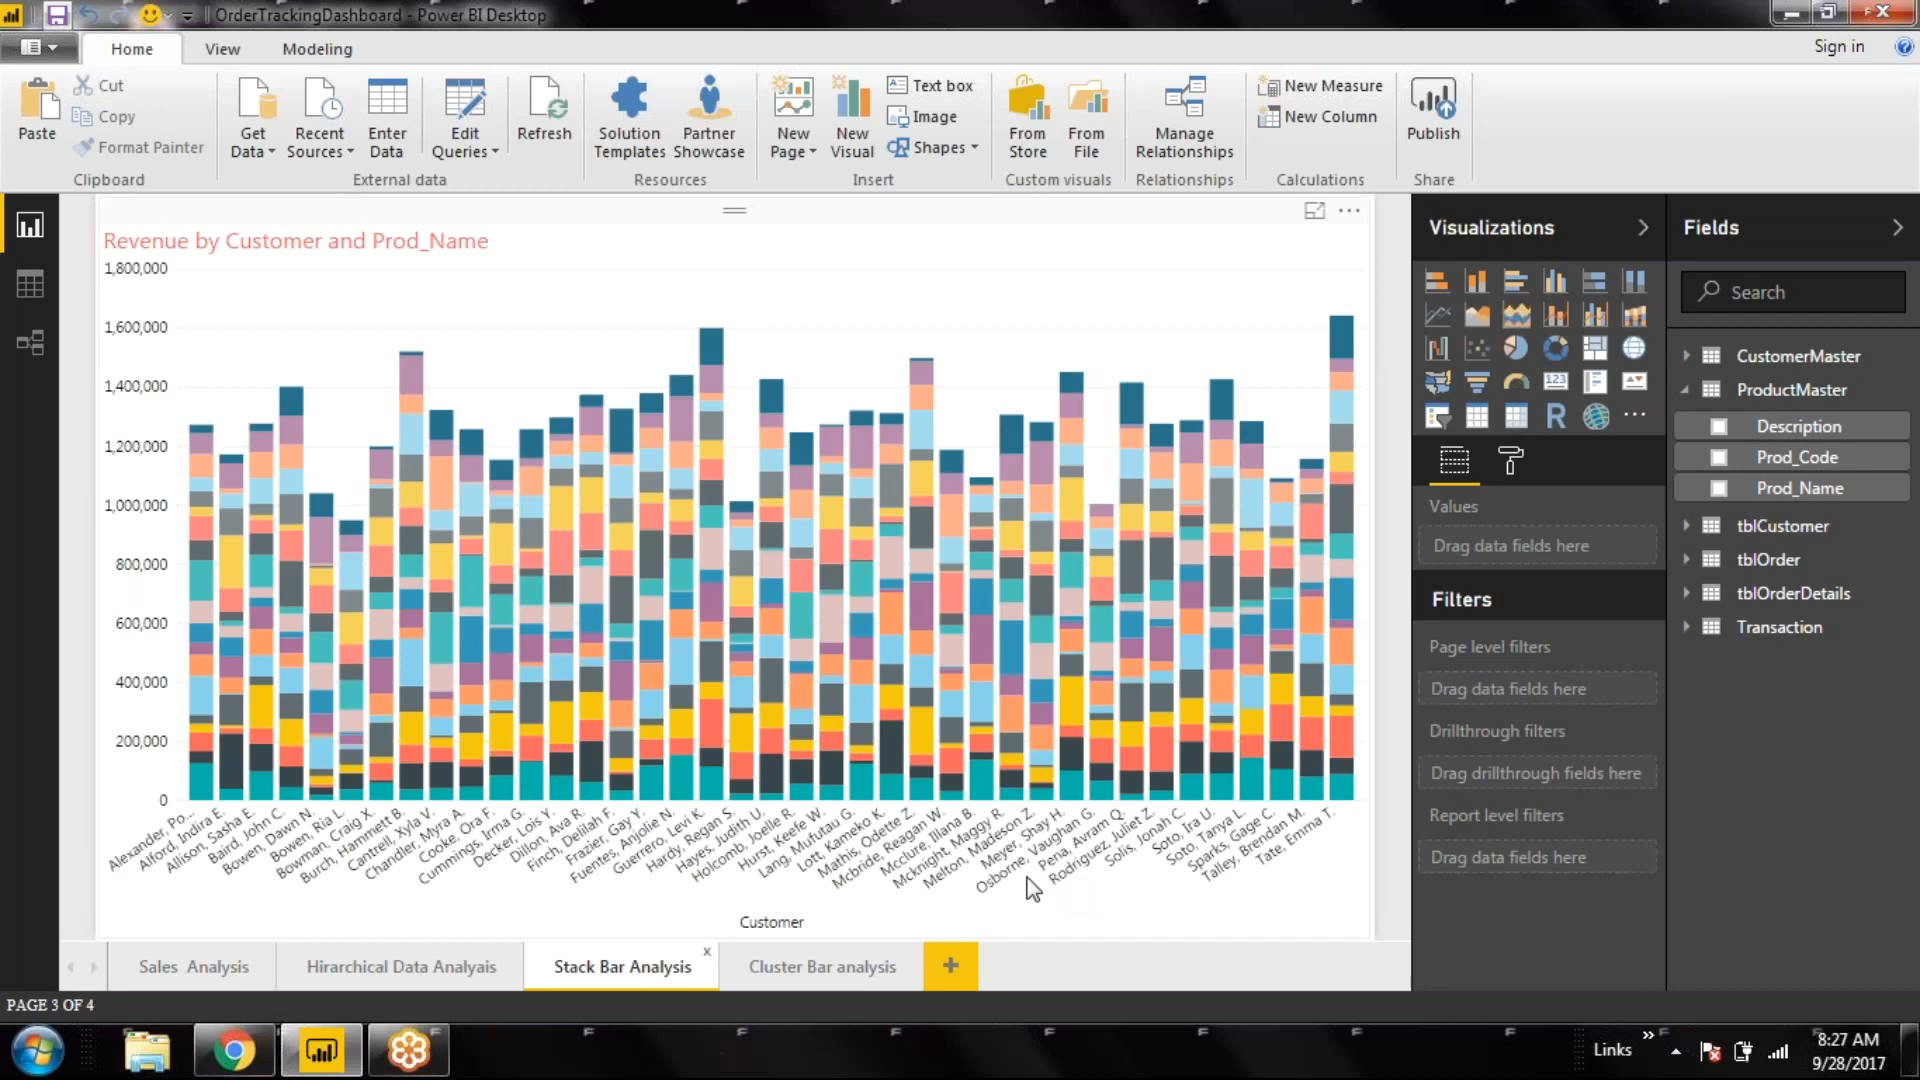 OrderTrackingDashboard - Power BI Desktop
Home
View
Modeling
Sign in
Paste
Cut
Copy
Format Painter
Clipboard
Get Data
Recent Sources
Enter Data
Edit Queries
External data
Refresh
Solution Templates
Partner Showcase
Resources
New Page
New Visual
Text box
Image
Shapes
Insert
From Store
From File
Custom visuals
Manage Relationships
Relationships
New Measure
New Column
Calculations
Publish
Share
Revenue by Customer and Prod_Name
1,800,000
1,600,000
1,400,000
1,200,000
1,000,000
800,000
600,000
400,000
200,000
0
Alexander, Po...
Alford, Indira E.
Allison, Sasha E.
Baird, John C.
Bowen, Dawn N.
Bowen, Ria L.
Bowman, Craig X.
Burch, Hammett B.
Cantrell, Xyla V.
Chandler, Myra A.
Cooke, Ora F.
Cummings, Irma G.
Decker, Lois Y.
Dillon, Ava R.
Finch, Delilah F.
Frazier, Gay Y.
Fuentes, Anjolie N.
Guerrero, Levi K.
Hardy, Regan S.
Hayes, Judith U.
Holcomb, Joelle R.
Hurst, Keefe W.
Lang, Mufutau G.
Lott, Kameko K.
Mathis, Odette Z.
Mcbride, Reagan W.
Mcclure, Illana B.
Mcknight, Maggy R.
Melton, Madeson Z.
Meyer, Shay H.
Osborne, Vaughan G.
Pena, Avram Q.
Rodriguez, Juliet Z.
Solis, Jonah C.
Soto, Ira U.
Soto, Tanya L.
Sparks, Gage C.
Talley, Brendan M.
Tate, Emma T.
Customer
Visualizations
123
R
Values
Drag data fields here
Filters
Page level filters
Drag data fields here
Drillthrough filters
Drag drillthrough fields here
Report level filters
Drag data fields here
Fields
Search
CustomerMaster
ProductMaster
Description
Prod_Code
Prod_Name
tblCustomer
tblOrder
tblOrderDetails
Transaction
Sales Analysis
Hirarchical Data Analyais
Stack Bar Analysis
x
Cluster Bar analysis
+
PAGE 3 OF 4
Links
8:27 AM
9/28/2017